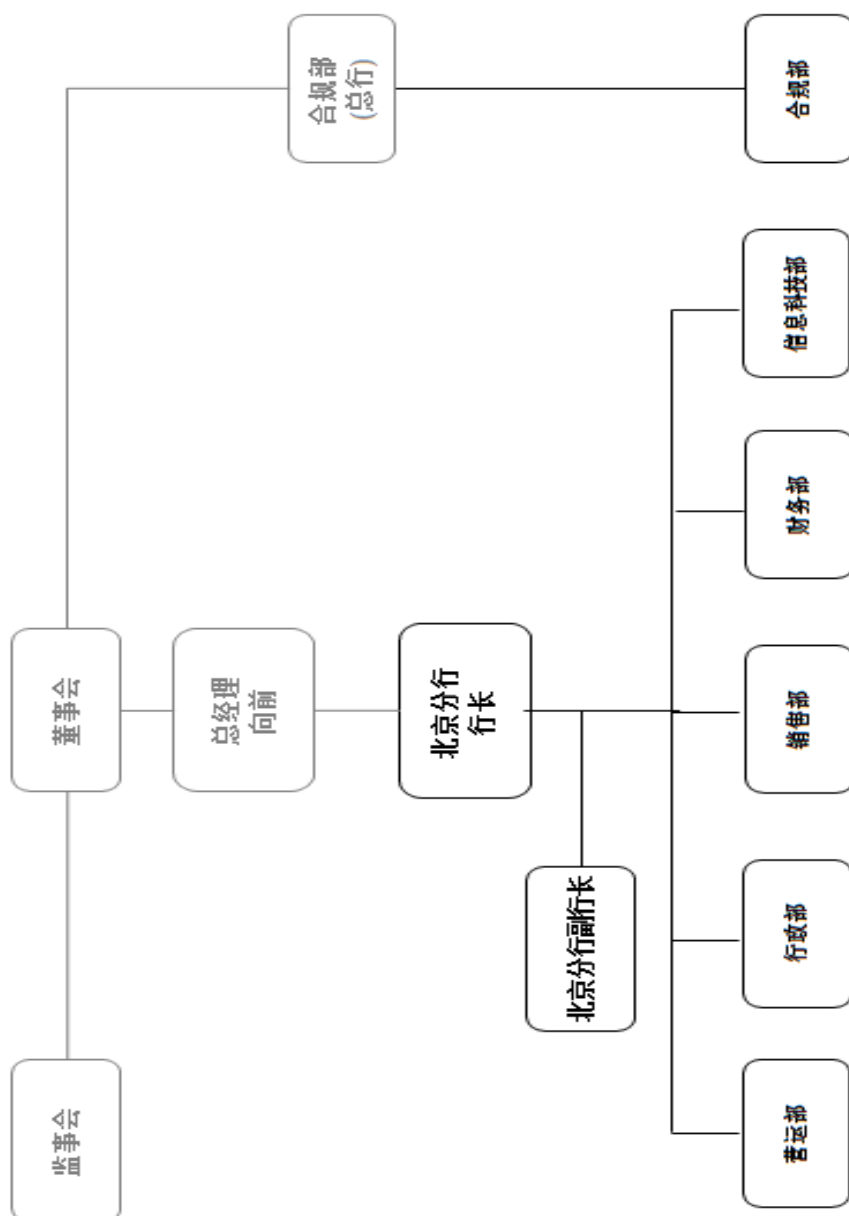 监事会
董事会
总经理
向前
合规部
(总行)
北京分行
行长
北京分行副行长
营运部
行政部
销售部
财务部
信息科技部
合规部